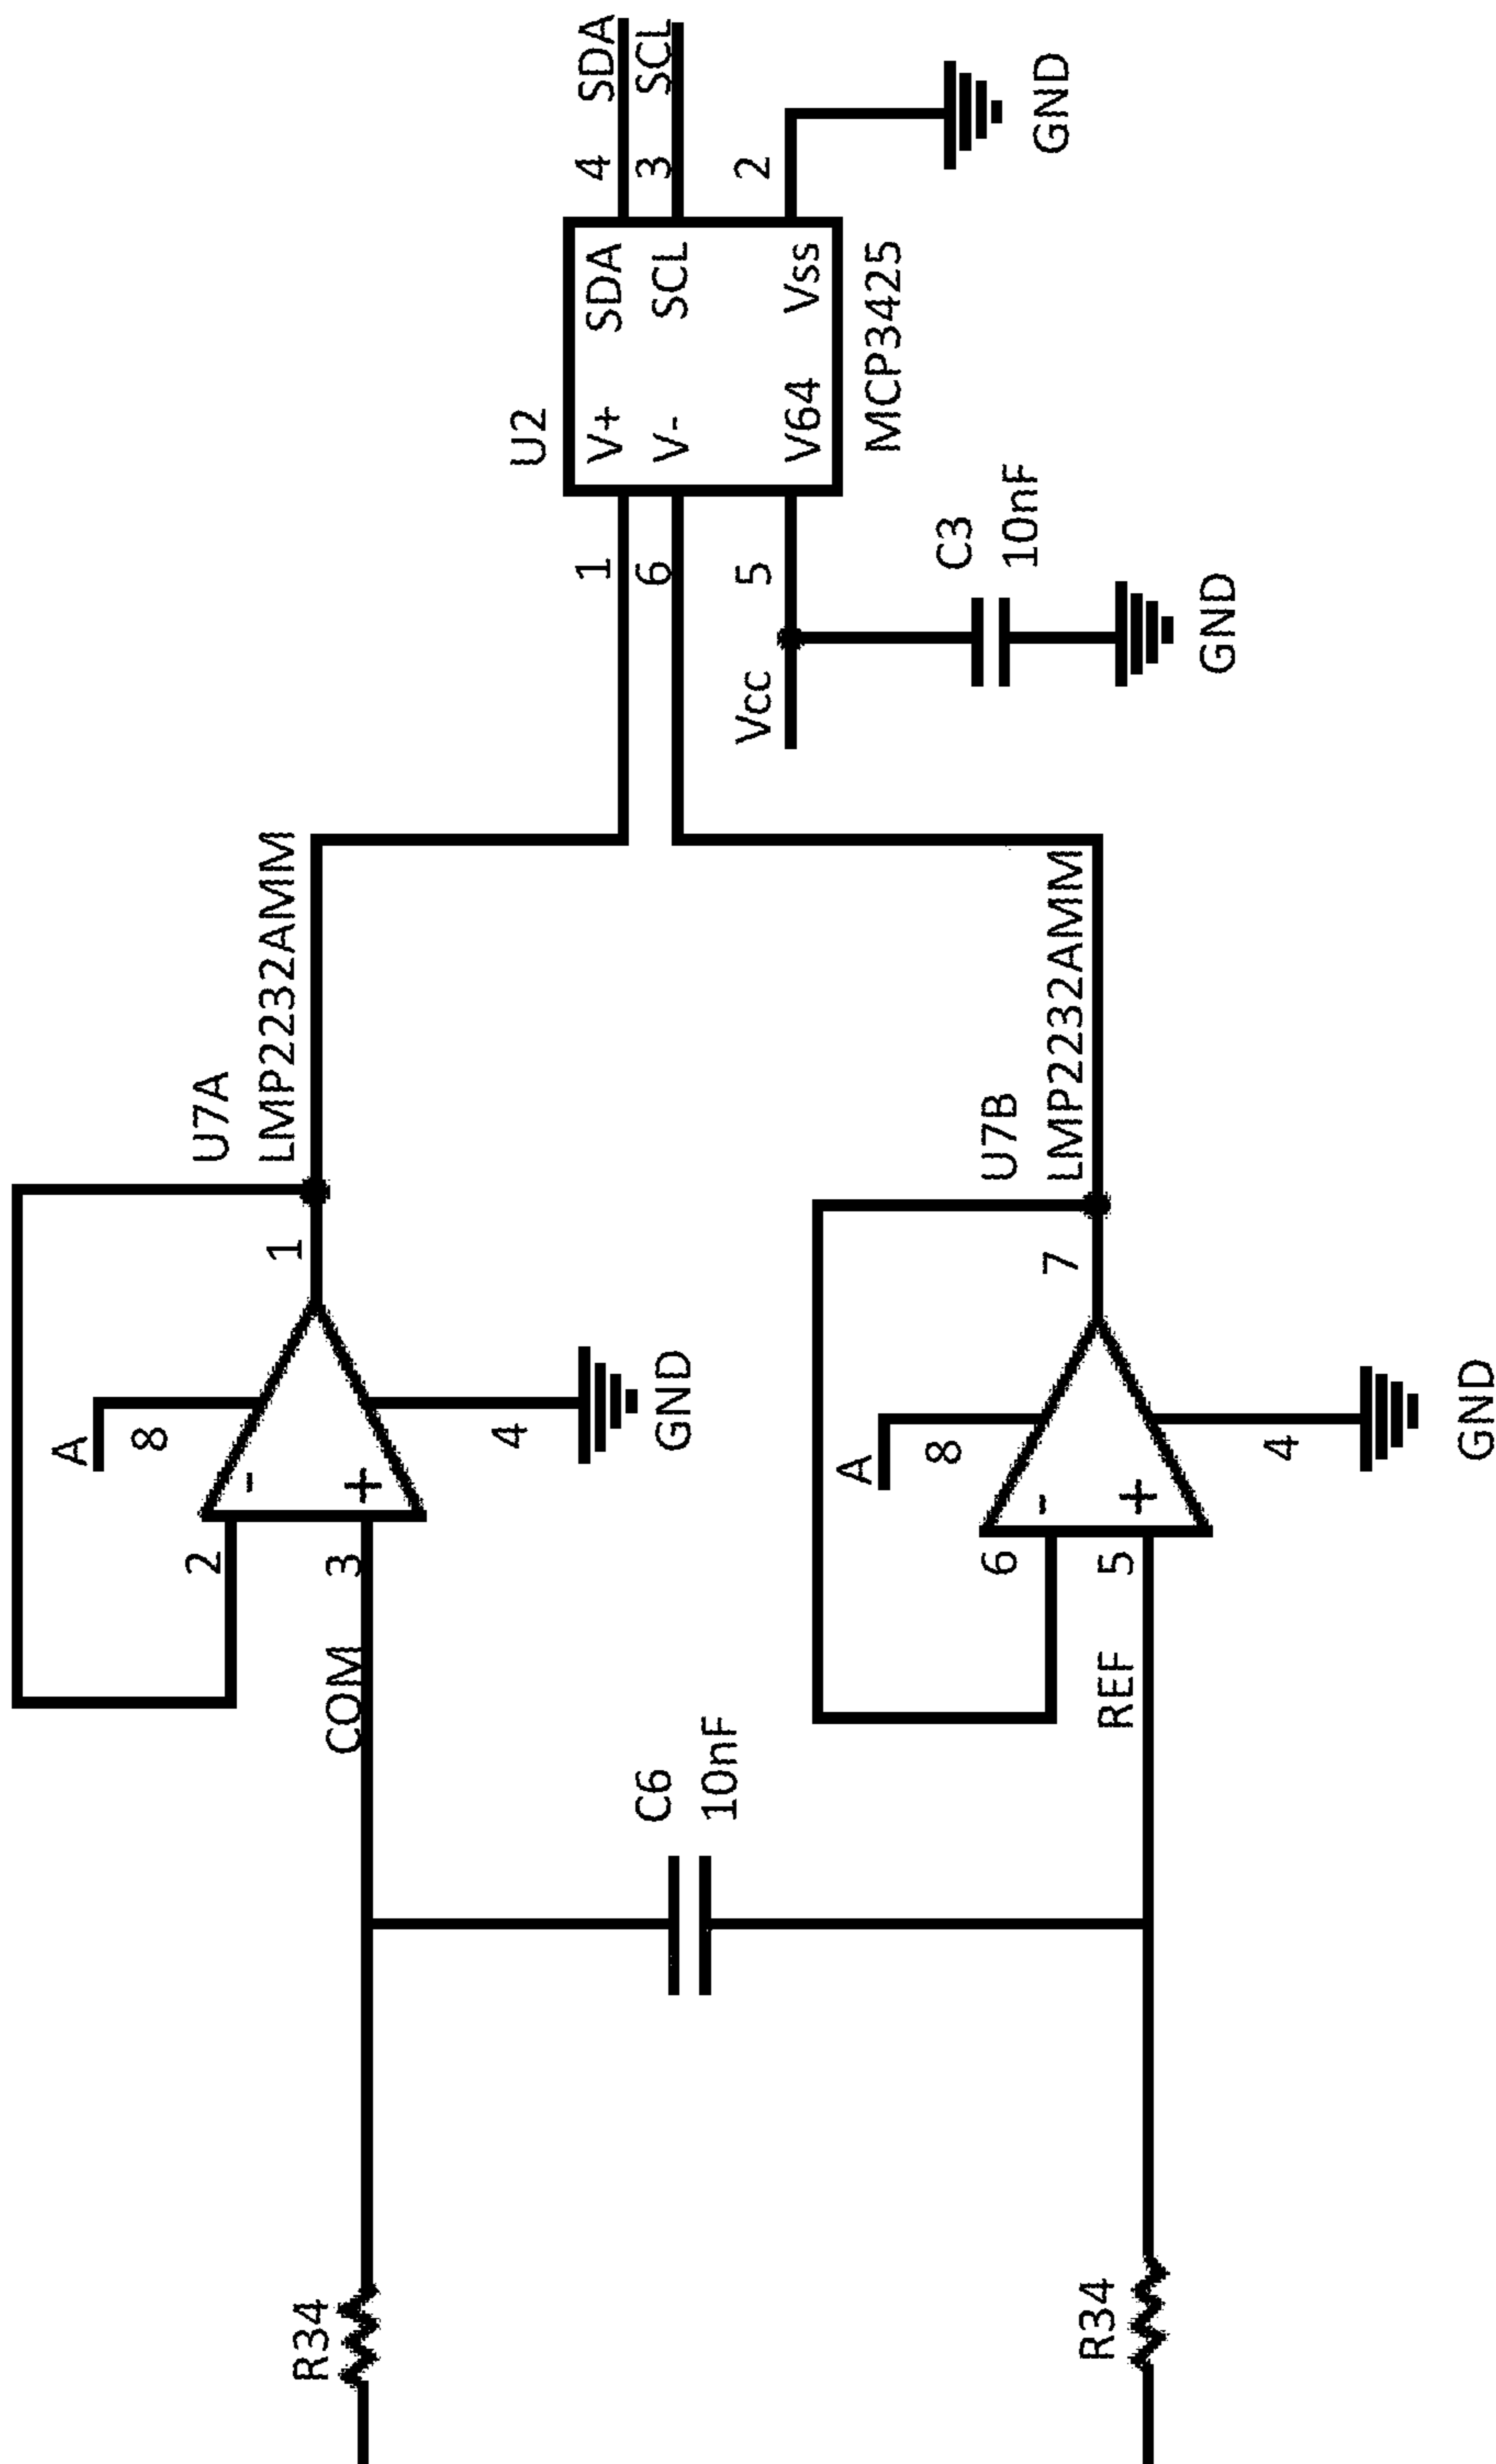 R34
COM
2
3
A
8
-
+
4
GND
1
U7A
LMP2232AMM
C6
10nF
R34
REF
6
5
A
8
-
+
4
GND
7
U7B
LMP2232AMM
1
6
5
Vcc
C3
10nF
GND
U2
V+ SDA
V- SCL
V64 Vss
MCP3425
4 SDA
3 SCL
2
GND